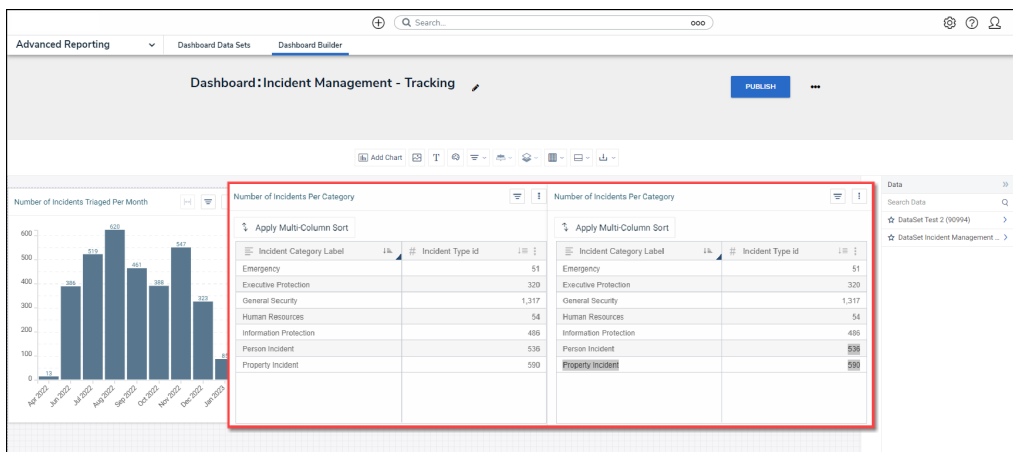 Search...
ooo
Advanced Reporting
Dashboard Data Sets
Dashboard Builder
Dashboard:Incident Management - Tracking
PUBLISH
Add Chart
T
Data
Search Data
DataSet Test 2 (90994)
DataSet Incident Management ...
Number of Incidents Triaged Per Month
600
500
400
300
200
100
0
13
386
519
620
461
388
547
323
Apr 2022
Jun 2022
Jul 2022
Aug 2022
Sep 2022
Oct 2022
Nov 2022
Dec 2022
Jan 2023
Number of Incidents Per Category
Apply Multi-Column Sort
Incident Category Label # Incident Type id
Emergency 51
Executive Protection 320
General Security 1,317
Human Resources 54
Information Protection 486
Person Incident 536
Property Incident 590
Number of Incidents Per Category
Apply Multi-Column Sort
Incident Category Label # Incident Type id
Emergency 51
Executive Protection 320
General Security 1,317
Human Resources 54
Information Protection 486
Person Incident 536
Property Incident 590